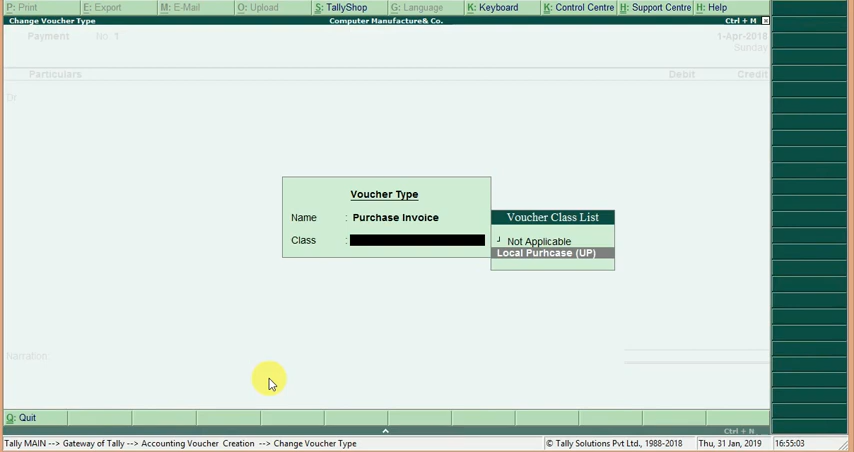 P: Print E: Export M: E-Mail O: Upload S: TallyShop G: Language K: Keyboard K: Control Centre H: Support Centre H: Help
Change Voucher Type Computer Manufacture& Co. Ctrl + M
Payment No. 1 1-Apr-2018
Sunday
Particulars Debit Credit
Dr
Voucher Type
Name : Purchase Invoice Voucher Class List
Class :
Not Applicable
Local Purhcase (UP)
Narration:
Q: Quit
Ctrl + N
Tally MAIN --> Gateway of Tally --> Accounting Voucher Creation --> Change Voucher Type © Tally Solutions Pvt Ltd., 1988-2018 Thu, 31 Jan, 2019 16:55:03